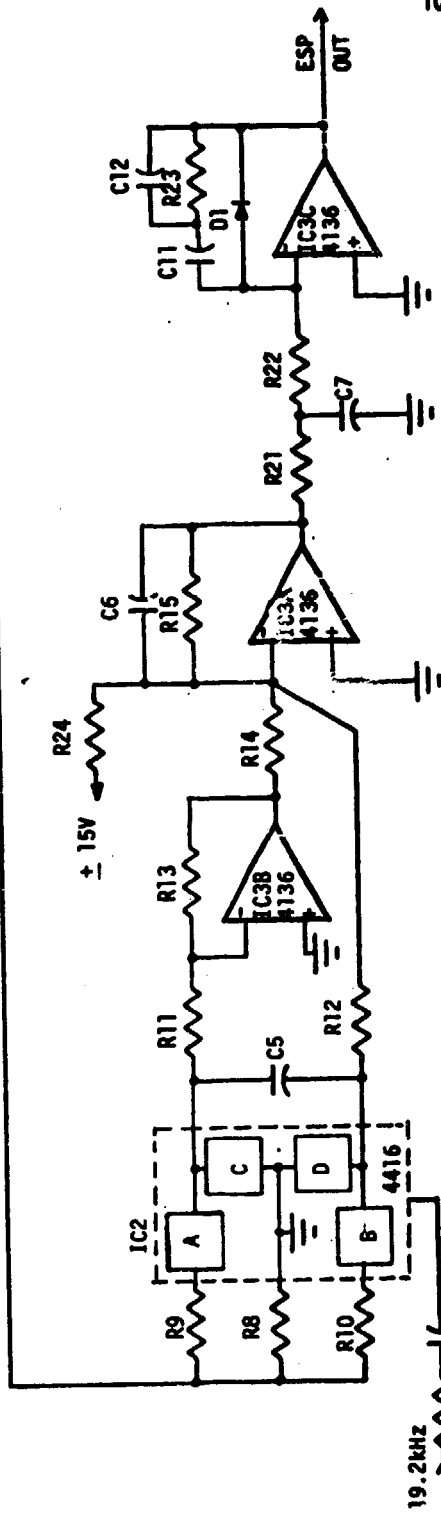 ESP
OUT
C12
R23
C11
D1
IC3C
4136
-
+
R22
C7
R21
C6
R15
IC3A
4136
-
+
R24
± 15V
R14
R13
IC3B
4136
-
+
R11
R12
C5
IC2
A
C
D
B
4416
R9
R8
R10
19.2kHz